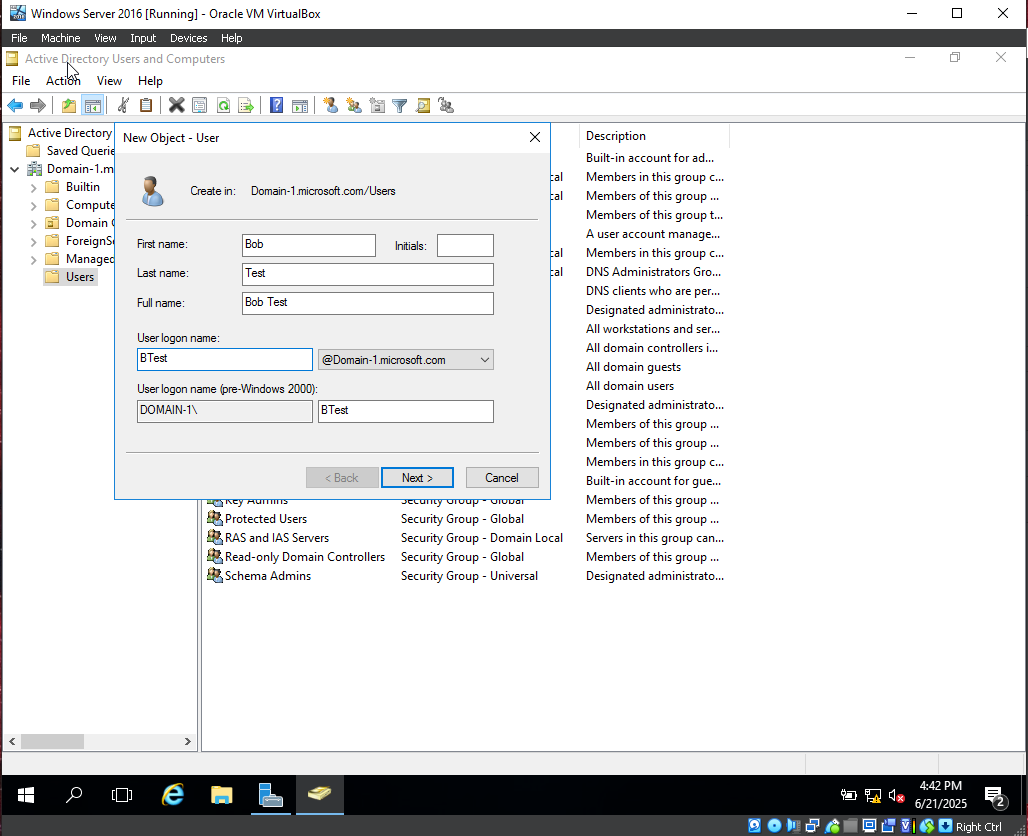 Windows Server 2016 [Running] - Oracle VM VirtualBox
File Machine View Input Devices Help
Active Directory Users and Computers
File Action View Help
Active Directory
Saved Querie
Domain-1.m
Builtin
Compute
Domain C
ForeignSe
Managed
Users
New Object - User
Create in: Domain-1.microsoft.com/Users
First name: Bob Initials:
Last name: Test
Full name: Bob Test
User logon name:
BTest @Domain-1.microsoft.com
User logon name (pre-Windows 2000):
DOMAIN-1\ BTest
< Back Next > Cancel
Description
Built-in account for ad...
cal Members in this group c...
cal Members of this group ...
Members of this group t...
A user account manage...
cal Members in this group c...
cal DNS Administrators Gro...
DNS clients who are per...
Designated administrato...
All workstations and ser...
All domain controllers i...
All domain guests
All domain users
Designated administrato...
Members of this group ...
Members of this group ...
Members in this group c...
Built-in account for gue...
Key Admins Security Group - Global Members of this group ...
Protected Users Security Group - Global Members of this group ...
RAS and IAS Servers Security Group - Domain Local Servers in this group can...
Read-only Domain Controllers Security Group - Global Members of this group ...
Schema Admins Security Group - Universal Designated administrato...
4:42 PM
6/21/2025
2
Right Ctrl